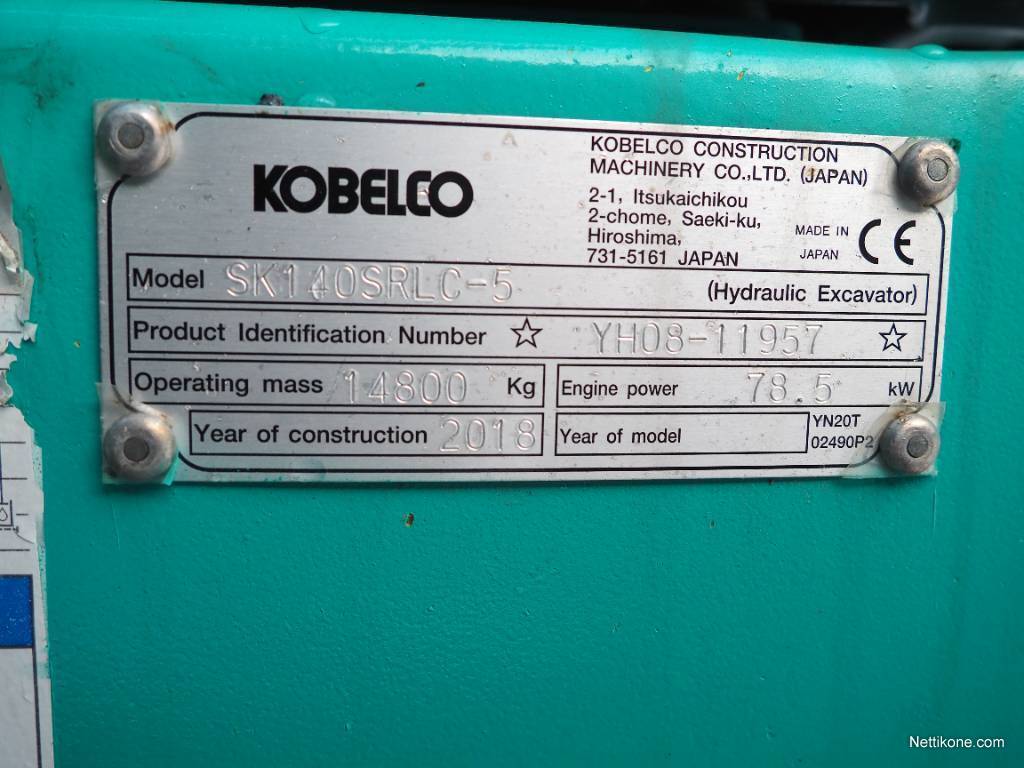 KOBELCO
KOBELCO CONSTRUCTION
MACHINERY CO.,LTD. (JAPAN)
2-1, Itsukaichikou
2-chome, Saeki-ku,
Hiroshima,
731-5161 JAPAN
MADE IN
JAPAN
CE
Model SK140SRLC-5 (Hydraulic Excavator)
Product Identification Number ☆ YH08-11957 ☆
Operating mass 14800 Kg
Engine power 78.5 kW
Year of construction 2018
Year of model
YN20T
02490P2
Nettikone.com